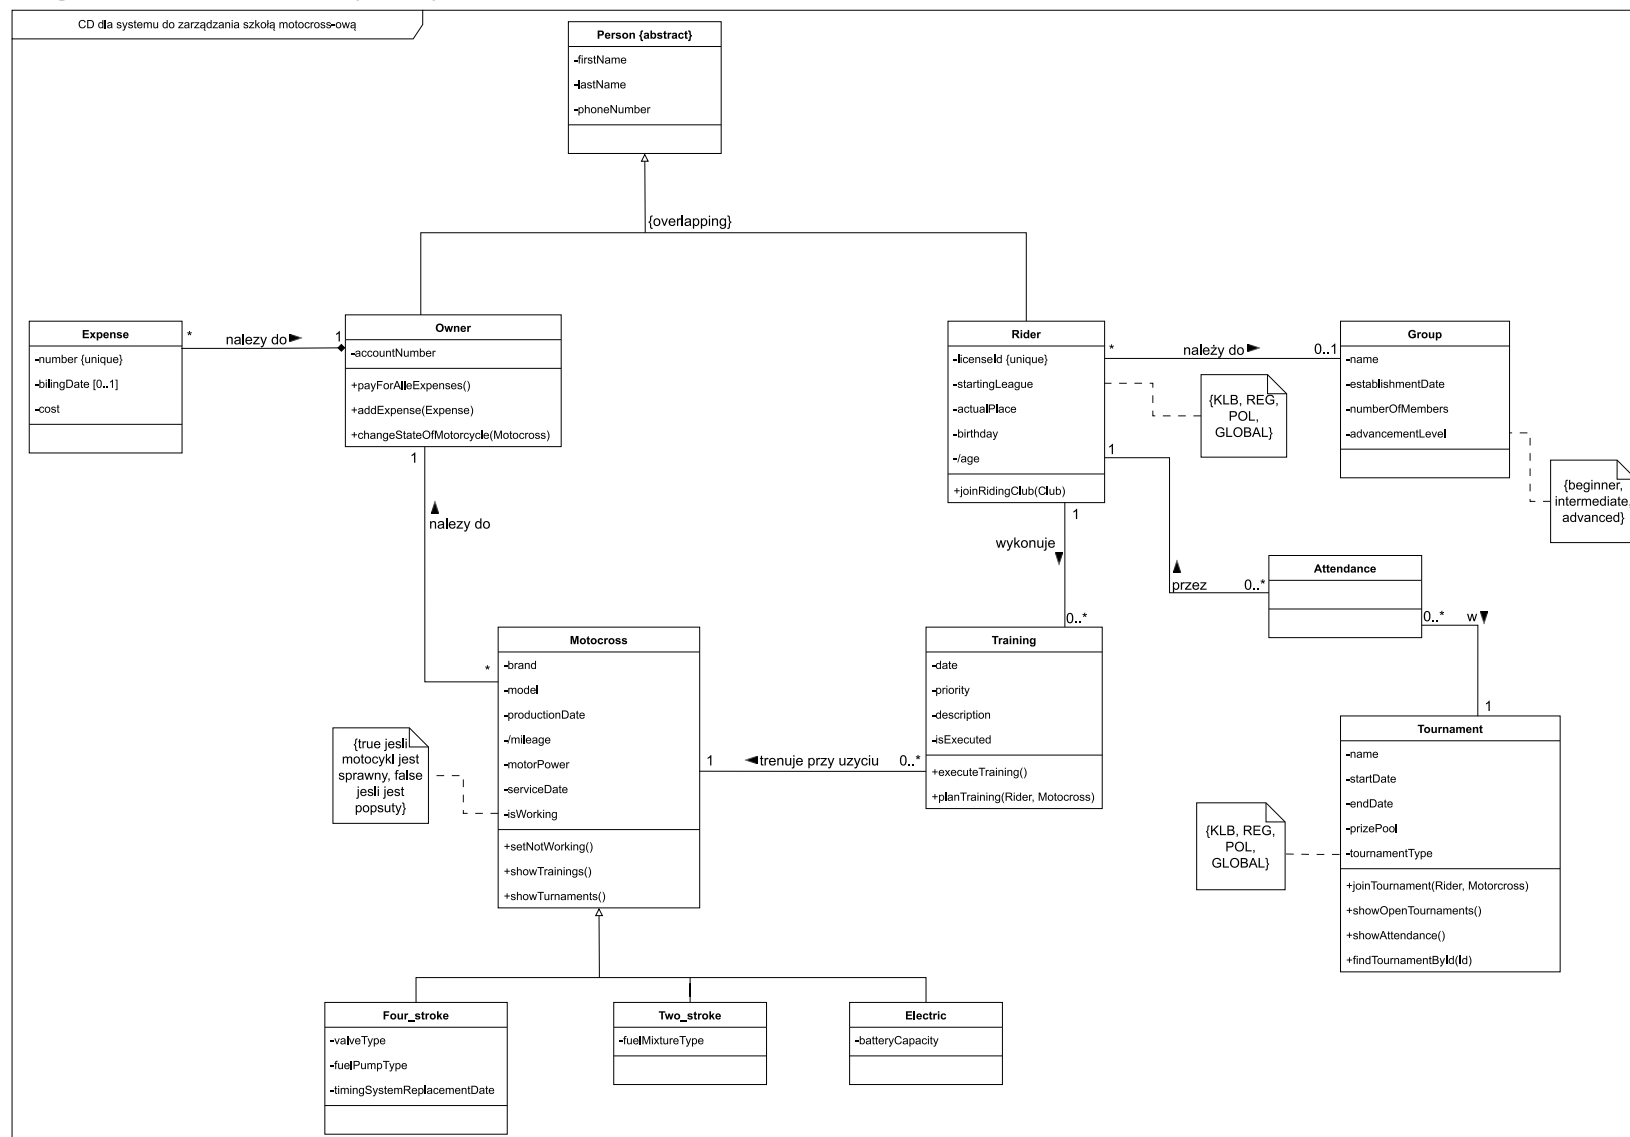 CD dla systemu do zarządzania szkołą motocross-ową
Person {abstract}
-firstName
-lastName
-phoneNumber
{overlapping}
Expense
-number {unique}
-bilingDate [0..1]
-cost
*
nalezy do
1
Owner
-accountNumber
+payForAlleExpenses()
+addExpense(Expense)
+changeStateOfMotorcycle(Motocross)
1
nalezy do
*
Rider
-licenseId {unique}
-startingLeague
-actualPlace
-birthday
-/age
+joinRidingClub(Club)
*
należy do
0..1
Group
-name
-establishmentDate
-numberOfMembers
-advancementLevel
{KLB, REG,
POL,
GLOBAL}
{beginner,
intermediate,
advanced}
1
1
wykonuje
0..*
przez
0..*
Attendance
0..*
w
1
Motocross
-brand
-model
-productionDate
-/mileage
-motorPower
-serviceDate
-isWorking
+setNotWorking()
+showTrainings()
+showTurnaments()
{true jesli
motocykl jest
sprawny, false
jesli jest
popsuty}
1
trenuje przy uzyciu
0..*
Training
-date
-priority
-description
-isExecuted
+executeTraining()
+planTraining(Rider, Motocross)
Tournament
-name
-startDate
-endDate
-prizePool
-tournamentType
+joinTournament(Rider, Motorcross)
+showOpenTournaments()
+showAttendance()
+findTournamentById(Id)
{KLB, REG,
POL,
GLOBAL}
Four_stroke
-valveType
-fuelPumpType
-timingSystemReplacementDate
Two_stroke
-fuelMixtureType
Electric
-batteryCapacity